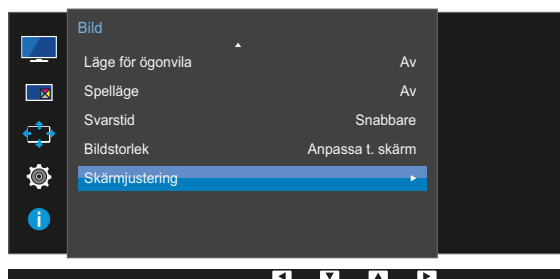 Bild
Läge för ögonvila Av
Spelläge Av
Svarstid Snabbare
Bildstorlek Anpassa t. skärm
Skärmjustering